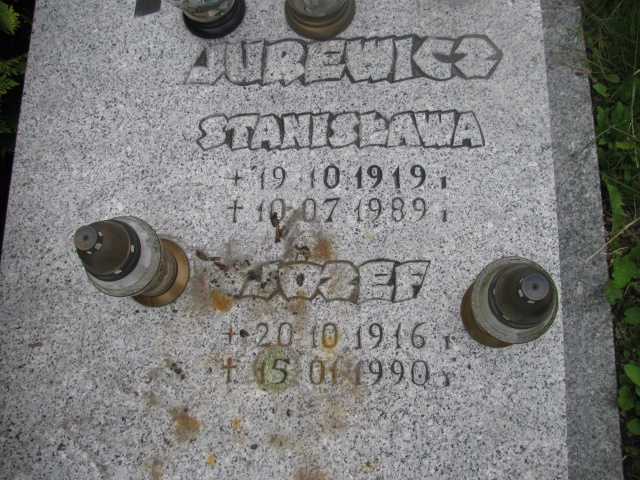 JUREWICZ
STANISŁAWA
+ 19 10 1919 r
† 10 07 1989 r
JÓZEF
+ 20 10 1916 r
† 15 01 1990 r